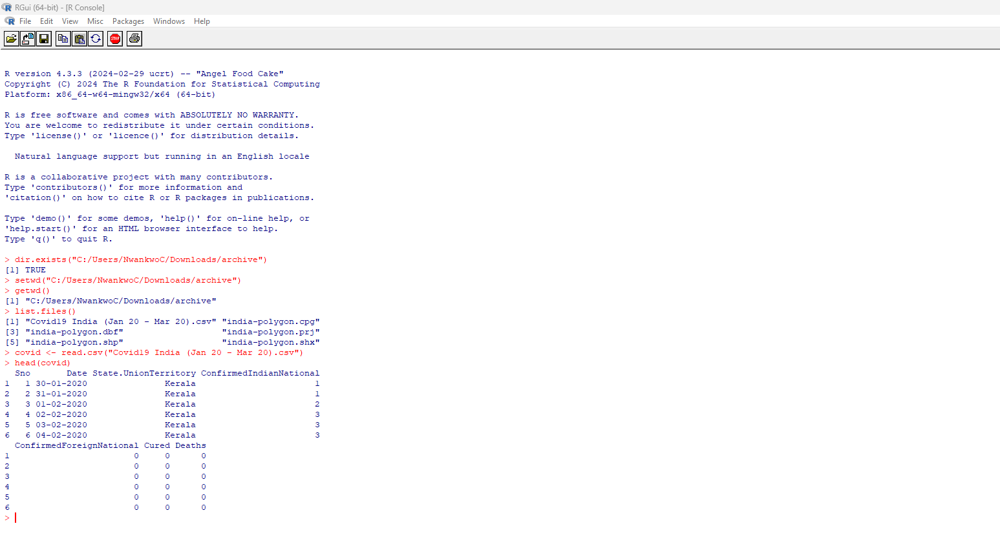 RGui (64-bit) - [R Console]
File Edit View Misc Packages Windows Help
STOP
R version 4.3.3 (2024-02-29 ucrt) -- "Angel Food Cake"
Copyright (C) 2024 The R Foundation for Statistical Computing
Platform: x86_64-w64-mingw32/x64 (64-bit)
R is free software and comes with ABSOLUTELY NO WARRANTY.
You are welcome to redistribute it under certain conditions.
Type 'license()' or 'licence()' for distribution details.
  Natural language support but running in an English locale
R is a collaborative project with many contributors.
Type 'contributors()' for more information and
'citation()' on how to cite R or R packages in publications.
Type 'demo()' for some demos, 'help()' for on-line help, or
'help.start()' for an HTML browser interface to help.
Type 'q()' to quit R.
> dir.exists("C:/Users/NwankwoC/Downloads/archive")
[1] TRUE
> setwd("C:/Users/NwankwoC/Downloads/archive")
> getwd()
[1] "C:/Users/NwankwoC/Downloads/archive"
> list.files()
[1] "Covid19 India (Jan 20 - Mar 20).csv" "india-polygon.cpg"
[3] "india-polygon.dbf"                   "india-polygon.prj"
[5] "india-polygon.shp"                   "india-polygon.shx"
> covid <- read.csv("Covid19 India (Jan 20 - Mar 20).csv")
> head(covid)
  Sno       Date State.UnionTerritory ConfirmedIndianNational
1   1 30-01-2020               Kerala                       1
2   2 31-01-2020               Kerala                       1
3   3 01-02-2020               Kerala                       2
4   4 02-02-2020               Kerala                       3
5   5 03-02-2020               Kerala                       3
6   6 04-02-2020               Kerala                       3
  ConfirmedForeignNational Cured Deaths
1                        0     0      0
2                        0     0      0
3                        0     0      0
4                        0     0      0
5                        0     0      0
6                        0     0      0
>